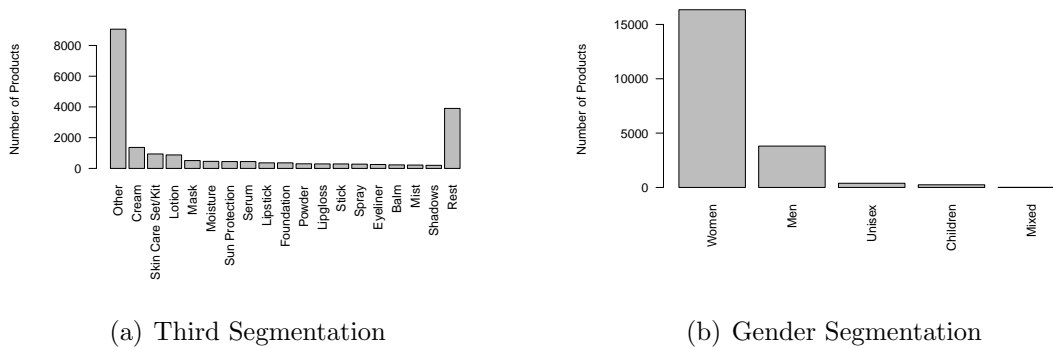 Number of Products
8000
6000
4000
2000
0
Other
Cream
Skin Care Set/Kit
Lotion
Mask
Moisture
Sun Protection
Serum
Lipstick
Foundation
Powder
Lipgloss
Stick
Spray
Eyeliner
Balm
Mist
Shadows
Rest
(a) Third Segmentation
Number of Products
15000
10000
5000
0
Women
Men
Unisex
Children
Mixed
(b) Gender Segmentation